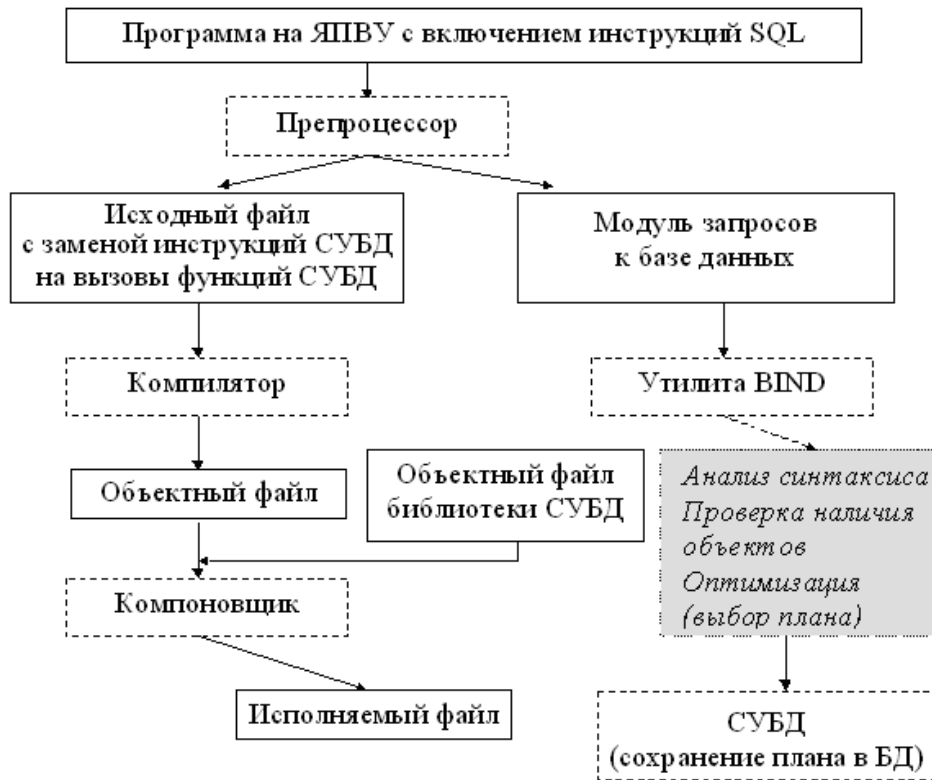 Программа на ЯПВУ с включением инструкций SQL
Препроцессор
Исходный файл
с заменой инструкций СУБД
на вызовы функций СУБД
Модуль запросов
к базе данных
Компилятор
Утилита BIND
Объектный файл
Объектный файл
библиотеки СУБД
Анализ синтаксиса
Проверка наличия
объектов
Оптимизация
(выбор плана)
Компоновщик
Исполняемый файл
СУБД
(сохранение плана в БД)